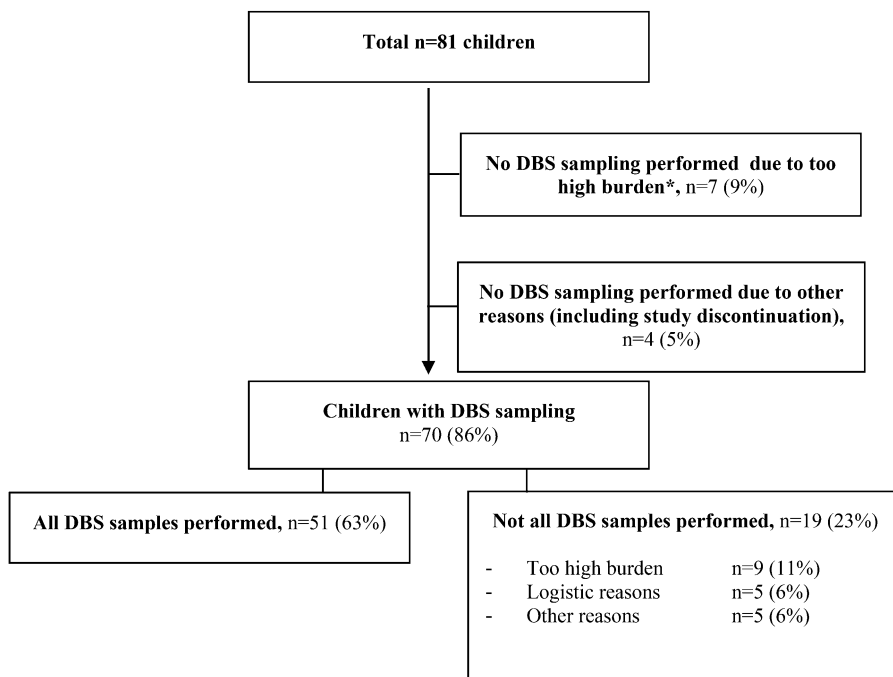 Total n=81 children
No DBS sampling performed due to too
high burden*, n=7 (9%)
No DBS sampling performed due to other
reasons (including study discontinuation),
n=4 (5%)
Children with DBS sampling
n=70 (86%)
All DBS samples performed, n=51 (63%)
Not all DBS samples performed, n=19 (23%)
- Too high burden n=9 (11%)
- Logistic reasons n=5 (6%)
- Other reasons n=5 (6%)